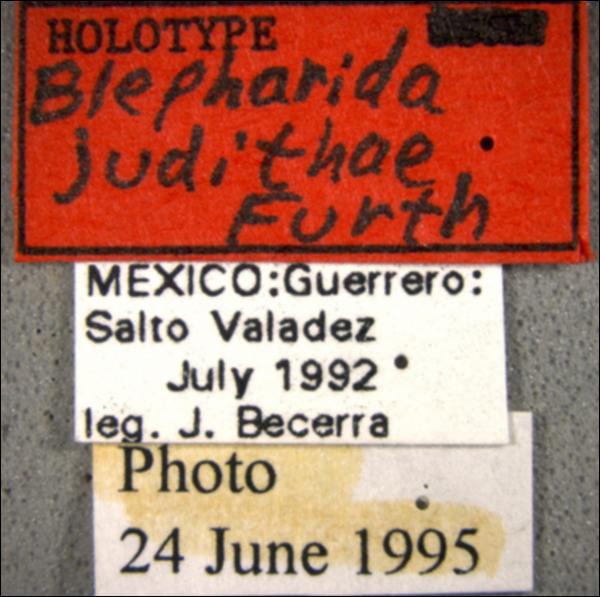 HOLOTYPE
Blepharida
judithae
Furth
MEXICO:Guerrero:
Salto Valadez
July 1992
leg. J. Becerra
Photo
24 June 1995